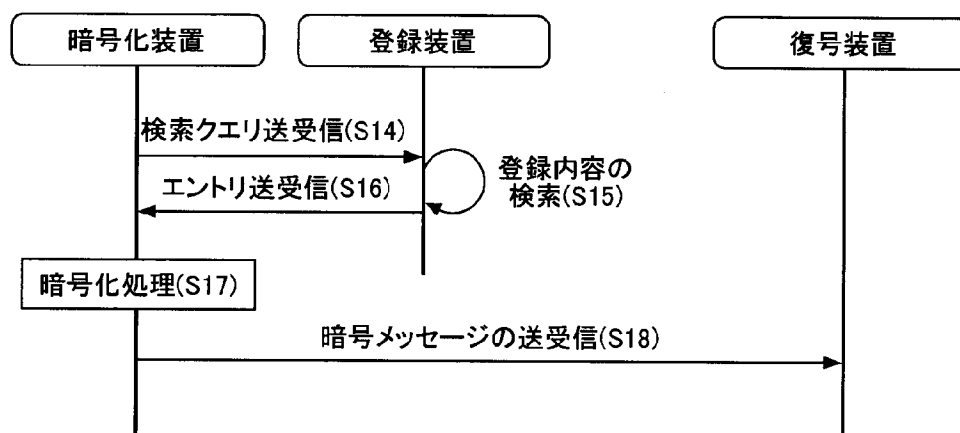 暗号化装置
登録装置
復号装置
検索クエリ送受信(S14)
登録内容の
検索(S15)
エントリ送受信(S16)
暗号化処理(S17)
暗号メッセージの送受信(S18)